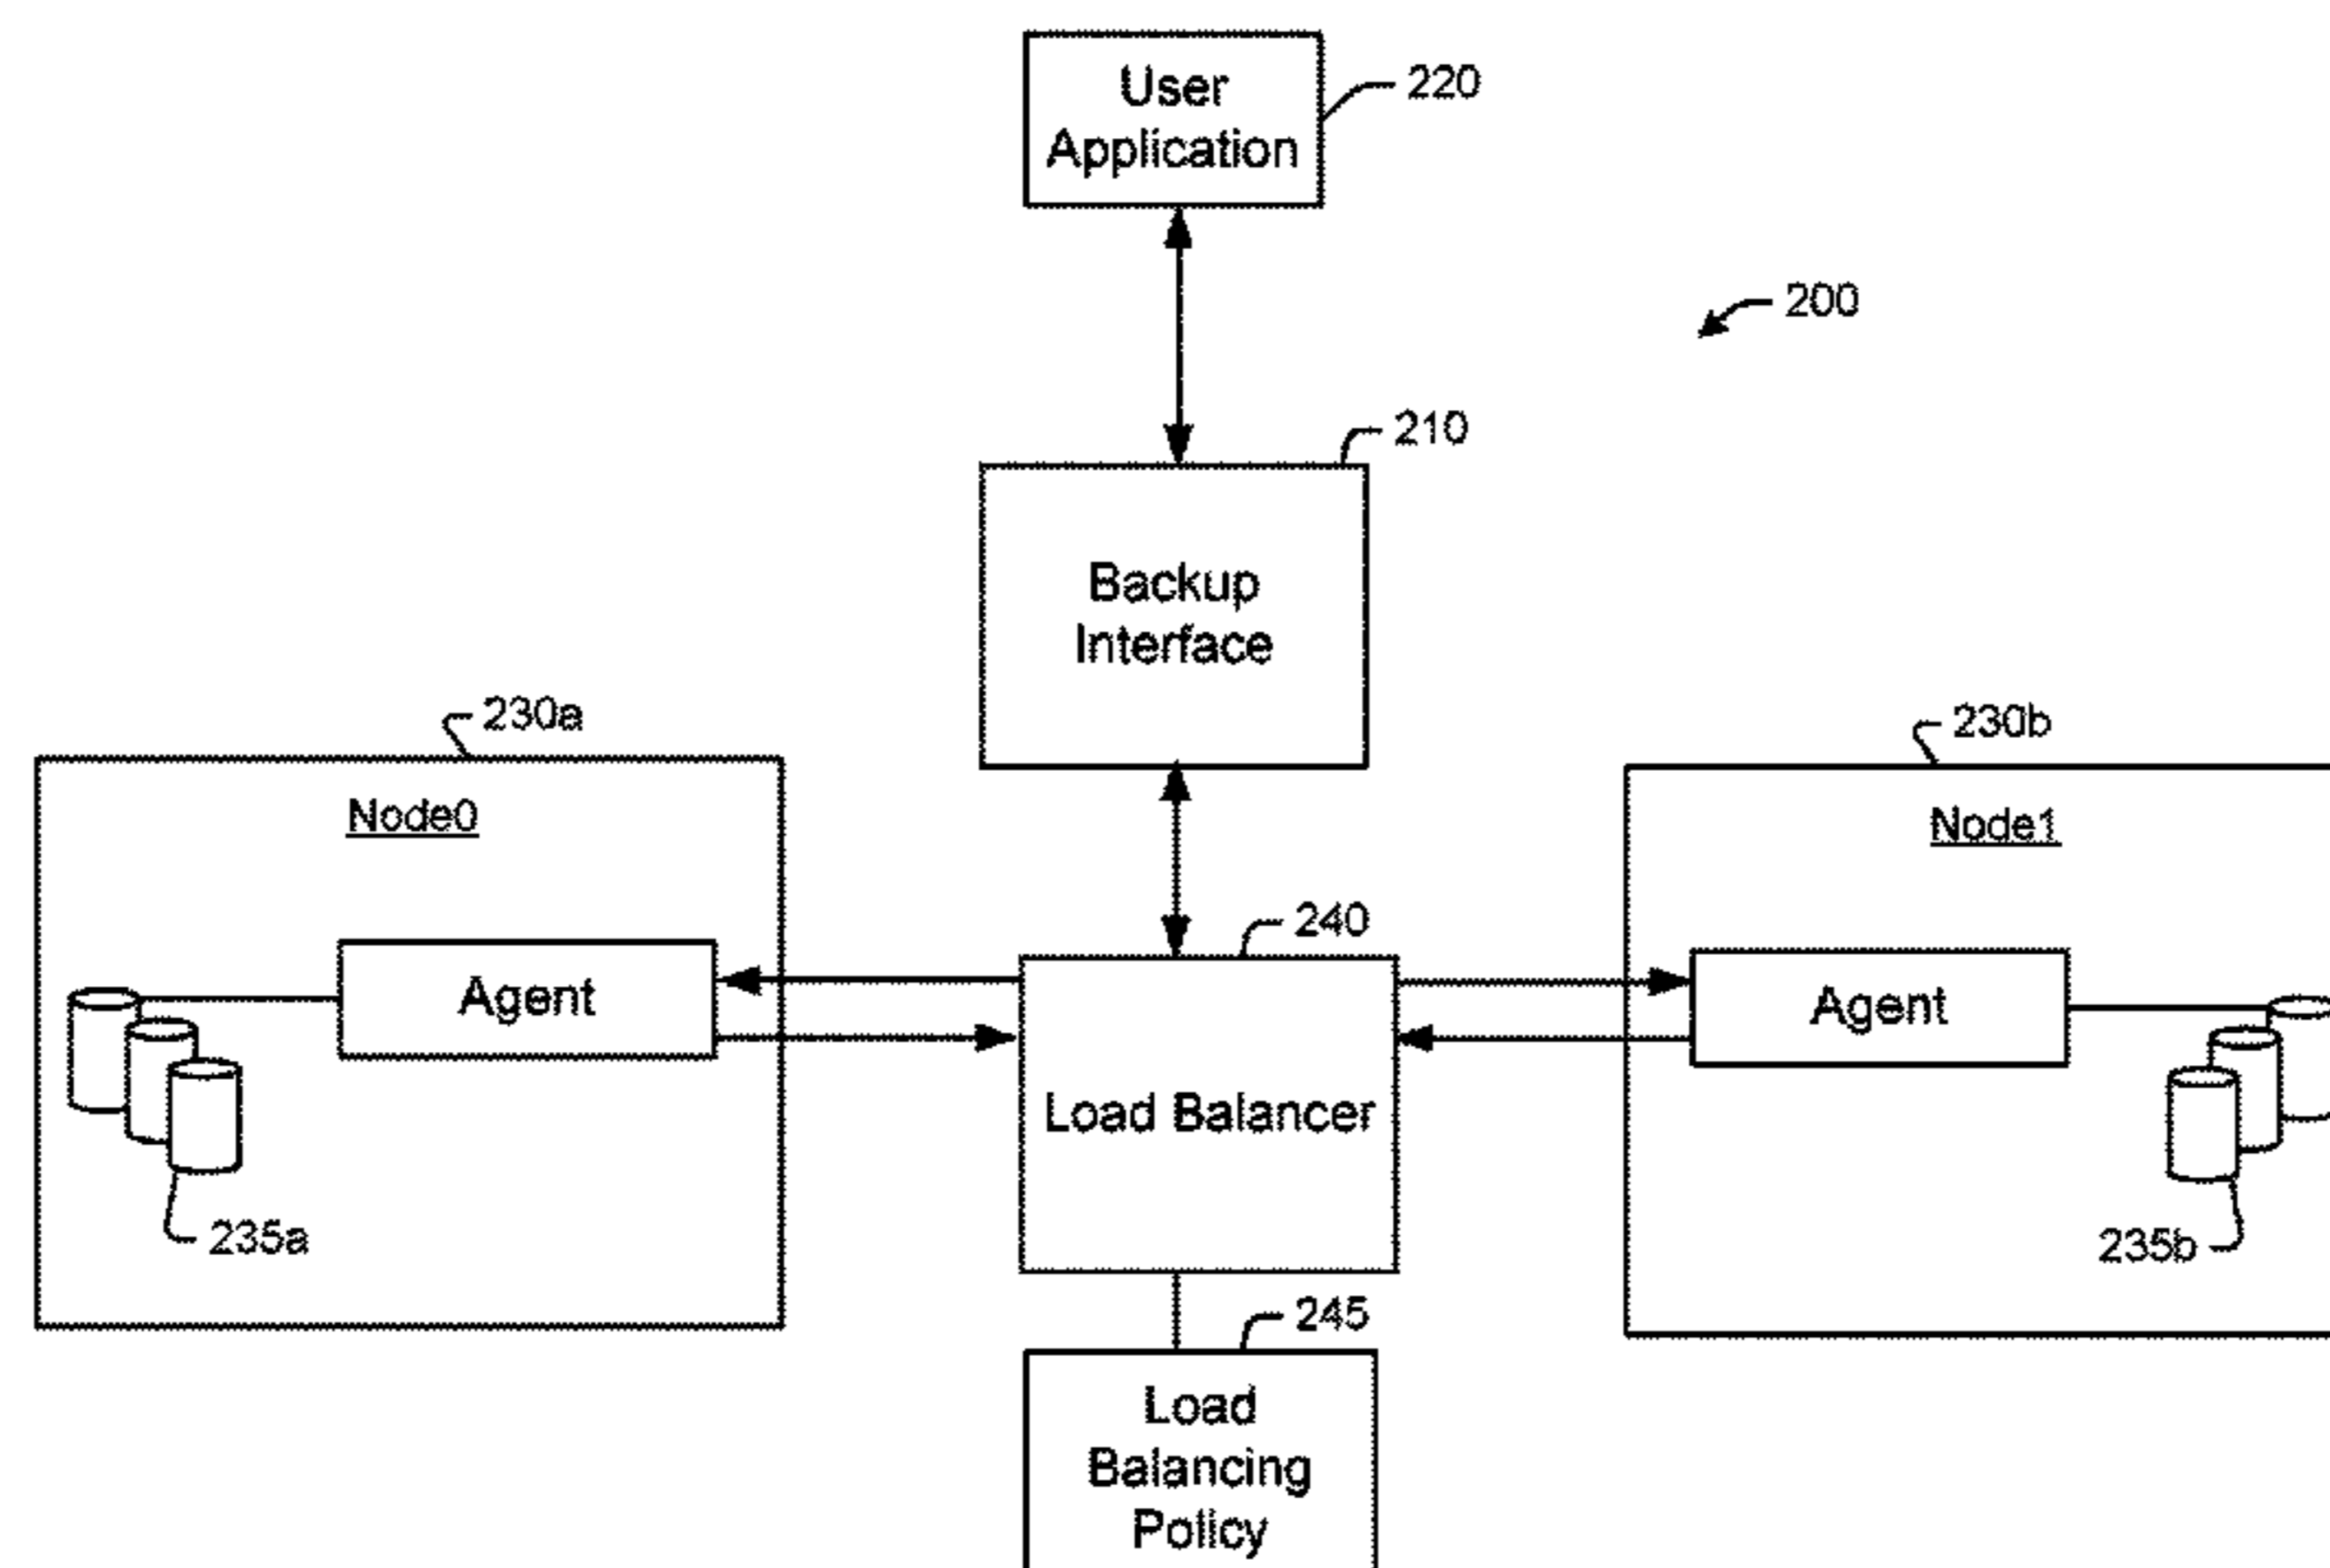 User
Application
220
200
210
Backup
Interface
230a
230b
Node0
Node1
240
Agent
Agent
Load Balancer
235a
235b
245
Load
Balancing
Policy